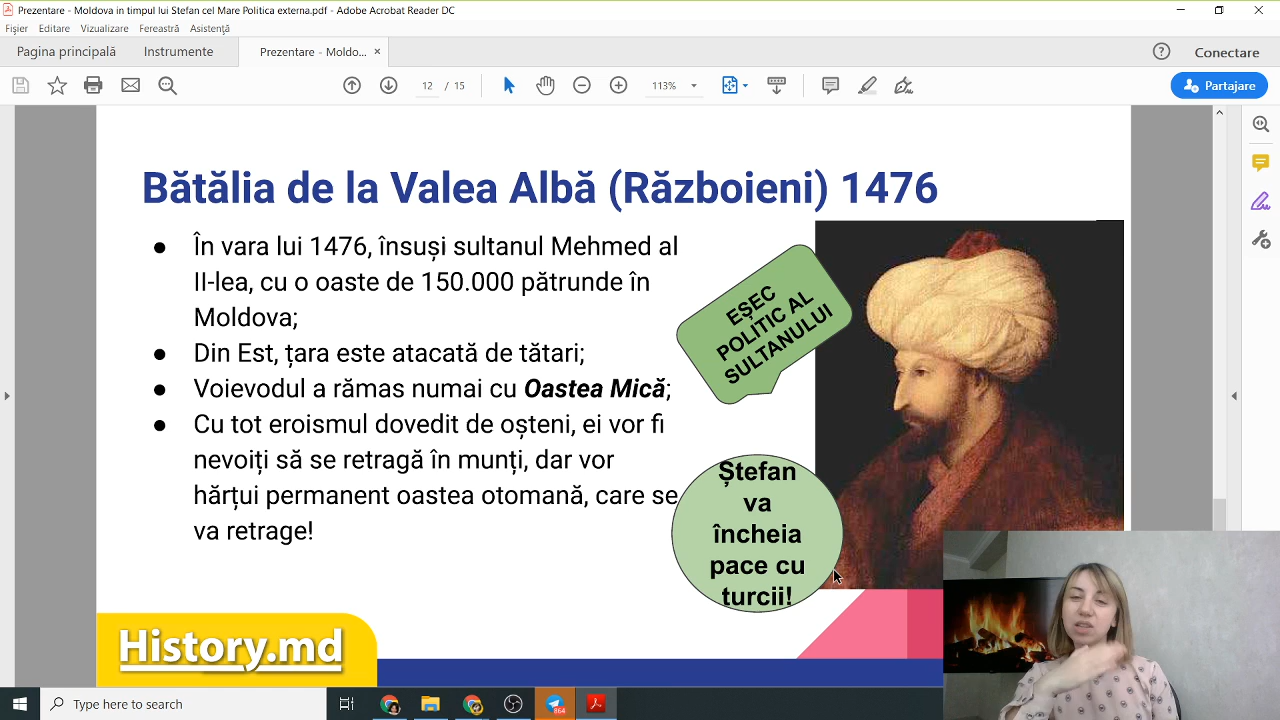 Prezentare - Moldova in timpul lui Stefan cel Mare Politica externa.pdf - Adobe Acrobat Reader DC
Fișier Editare Vizualizare Fereastră Asistență
Pagina principală Instrumente Prezentare - Moldo... × Conectare
12 / 15 113% Partajare
Bătălia de la Valea Albă (Războieni) 1476
● În vara lui 1476, însuși sultanul Mehmed al
II-lea, cu o oaste de 150.000 pătrunde în
Moldova;
● Din Est, țara este atacată de tătari;
● Voievodul a rămas numai cu Oastea Mică;
● Cu tot eroismul dovedit de oșteni, ei vor fi
nevoiți să se retragă în munți, dar vor
hărțui permanent oastea otomană, care se
va retrage!
EȘEC
POLITIC AL
SULTANULUI
Ștefan
va
încheia
pace cu
turcii!
History.md
Type here to search
864